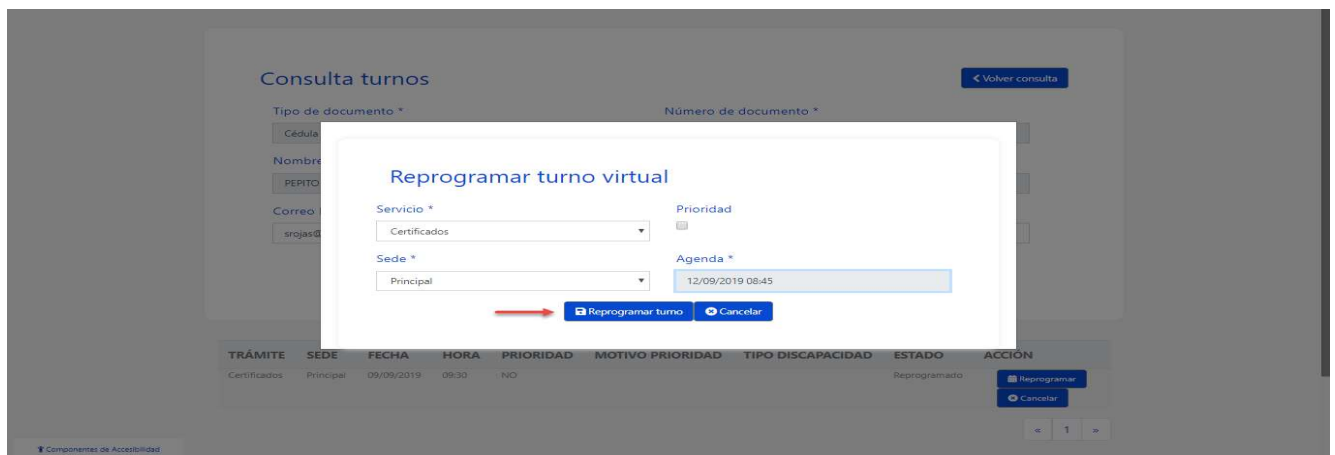 Consulta turnos
Volver consulta
Tipo de documento *
Número de documento *
Cédula
Nombre
PEPITO
Correo
srojas@
Reprogramar turno virtual
Servicio *
Prioridad
Certificados
Sede *
Agenda *
Principal
12/09/2019 08:45
Reprogramar turno
Cancelar
TRÁMITE SEDE FECHA HORA PRIORIDAD MOTIVO PRIORIDAD TIPO DISCAPACIDAD ESTADO ACCIÓN
Certificados Principal 09/09/2019 09:30 NO Reprogramado Reprogramar
Cancelar
« 1 »
Componentes de Accesibilidad